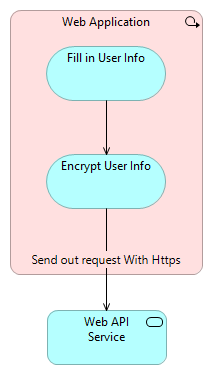 Web Application
Fill in User Info
Encrypt User Info
Send out request With Https
Web API
Service